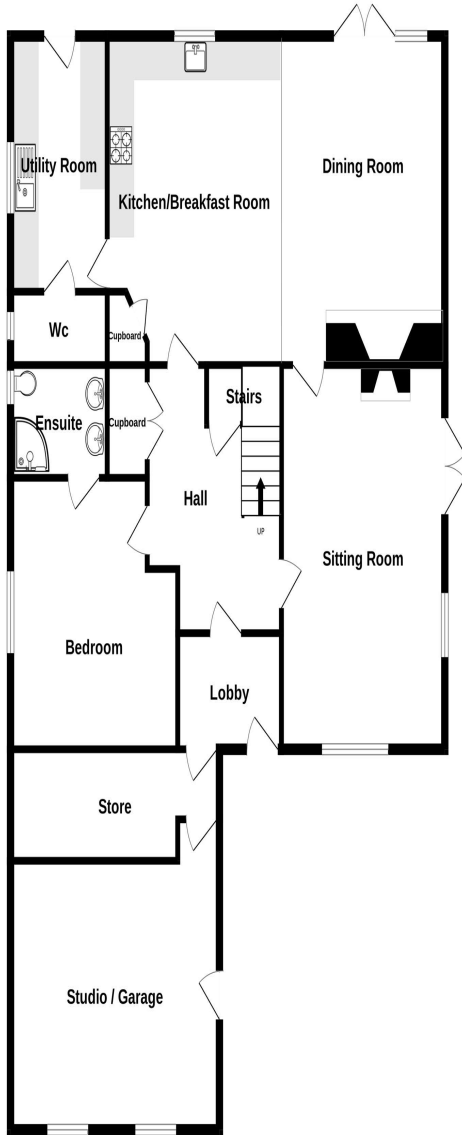 Utility Room
Dining Room
Kitchen/Breakfast Room
Wc
Cupboard
Stairs
Ensuite
Cupboard
Hall
UP
Sitting Room
Bedroom
Lobby
Store
Studio / Garage